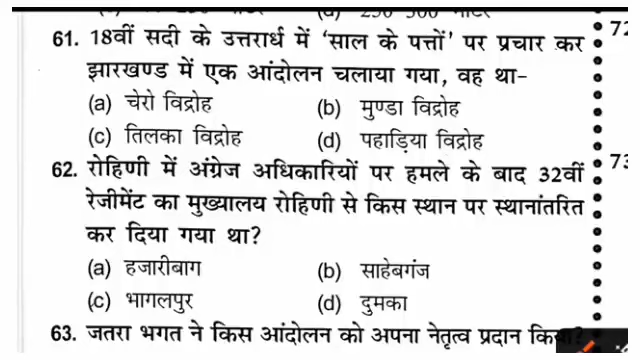 61. 18वीं सदी के उत्तरार्ध में 'साल के पत्तों' पर प्रचार कर
झारखण्ड में एक आंदोलन चलाया गया, वह था-
(a) चेरो विद्रोह (b) मुण्डा विद्रोह
(c) तिलका विद्रोह (d) पहाड़िया विद्रोह
62. रोहिणी में अंग्रेज अधिकारियों पर हमले के बाद 32वीं
रेजीमेंट का मुख्यालय रोहिणी से किस स्थान पर स्थानांतरित
कर दिया गया था?
(a) हजारीबाग (b) साहेबगंज
(c) भागलपुर (d) दुमका
63. जतरा भगत ने किस आंदोलन को अपना नेतृत्व प्रदान किया?